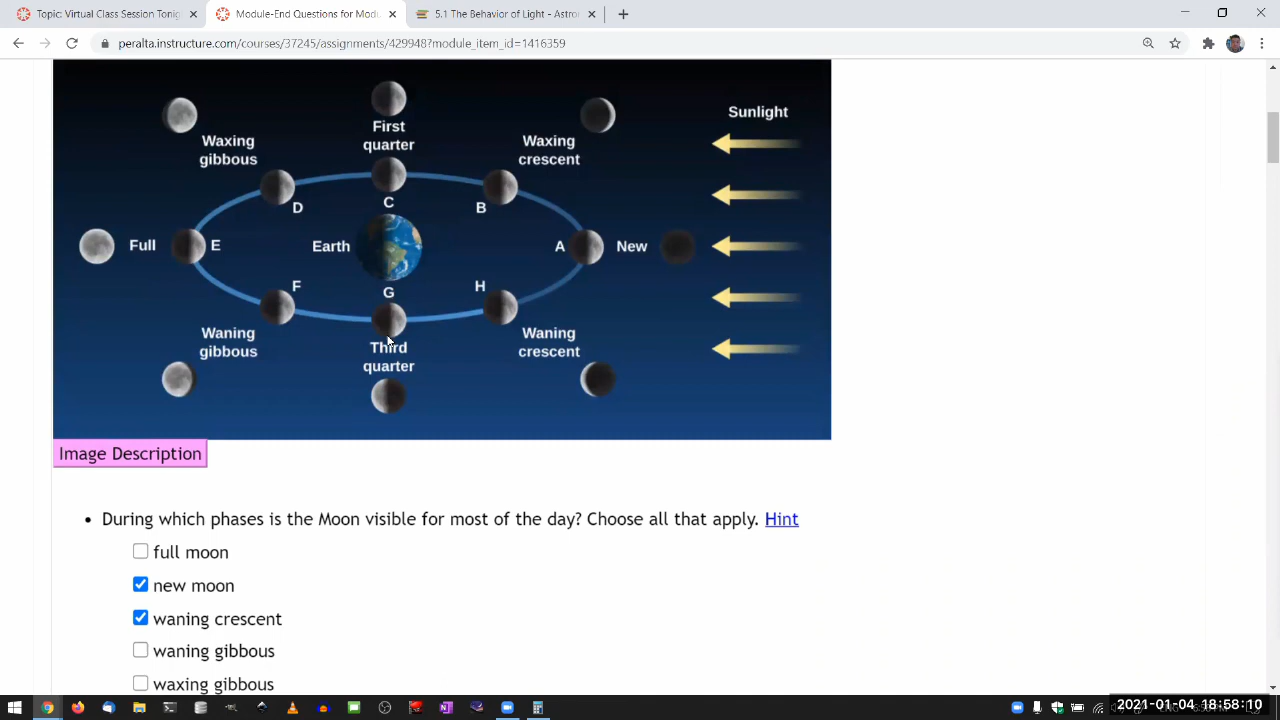 Topic: Virtual Class Session Tonig
Module-End Questions for Modu
5.1 The Behavior of Light - Astro
peralta.instructure.com/courses/37245/assignments/429948?module_item_id=1416359
Sunlight
First
quarter
Waxing
gibbous
Waxing
crescent
D
C
B
Full
E
Earth
A
New
F
G
H
Waning
gibbous
Third
quarter
Waning
crescent
Image Description
During which phases is the Moon visible for most of the day? Choose all that apply. Hint
full moon
new moon
waning crescent
waning gibbous
waxing gibbous
2021-01-04 18:58:10